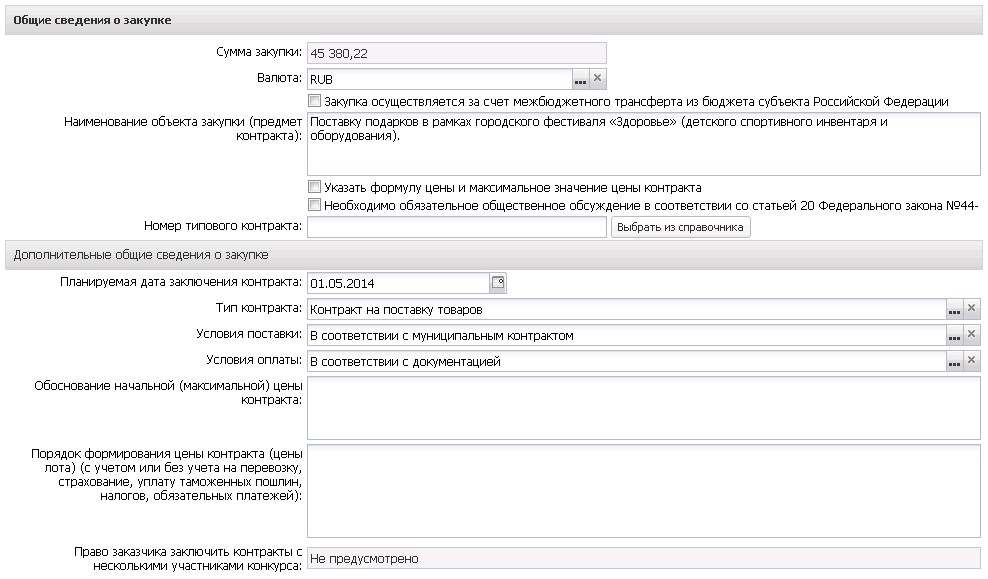 Общие сведения о закупке
Сумма закупки: 45 380,22
Валюта: RUB ...
Закупка осуществляется за счет межбюджетного трансферта из бюджета субъекта Российской Федерации
Наименование объекта закупки (предмет
контракта):
Поставку подарков в рамках городского фестиваля «Здоровье» (детского спортивного инвентаря и
оборудования).
Указать формулу цены и максимальное значение цены контракта
Необходимо обязательное общественное обсуждение в соответствии со статьей 20 Федерального закона №44-
Номер типового контракта: Выбрать из справочника
Дополнительные общие сведения о закупке
Планируемая дата заключения контракта: 01.05.2014
Тип контракта: Контракт на поставку товаров ...
Условия поставки: В соответствии с муниципальным контрактом ...
Условия оплаты: В соответствии с документацией ...
Обоснование начальной (максимальной) цены
контракта:
Порядок формирования цены контракта (цены
лота) (с учетом или без учета на перевозку,
страхование, уплату таможенных пошлин,
налогов, обязательных платежей):
Право заказчика заключить контракты с
несколькими участниками конкурса:
Не предусмотрено